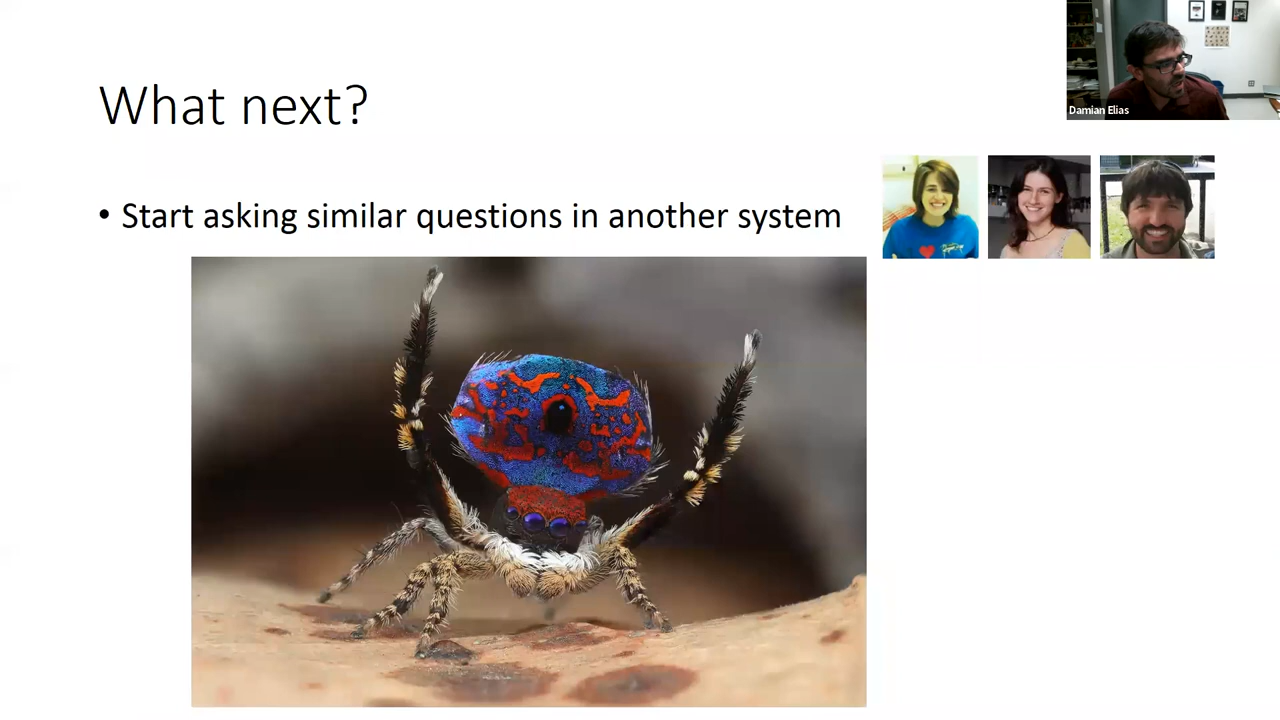 What next?
Damian Elias
• Start asking similar questions in another system